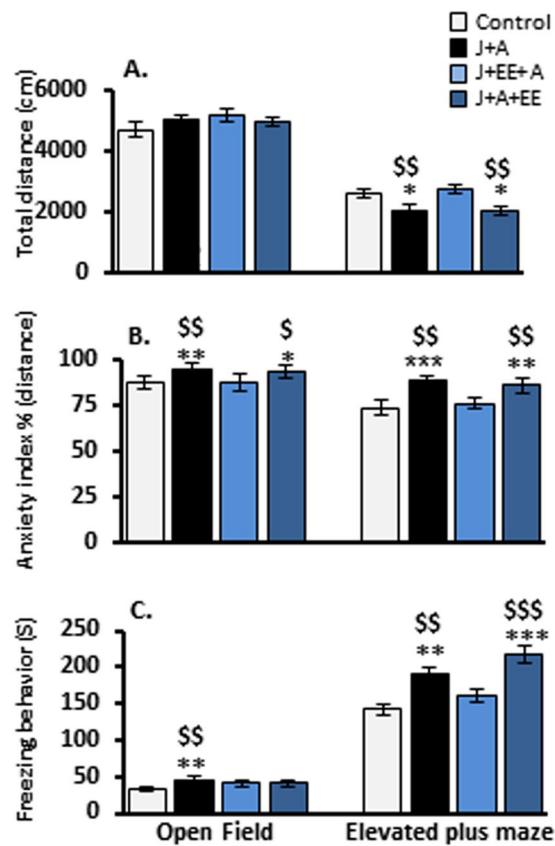 Control
J+A
J+EE+A
J+A+EE
A.
Total distance (cm)
6000
4000
2000
0
$$
*
$$
*
B.
Anxiety index % (distance)
100
75
50
25
0
$$
**
$
*
$$
***
$$
**
C.
Freezing behavior (S)
250
200
150
100
50
0
$$
**
$$
**
$$$
***
Open Field
Elevated plus maze